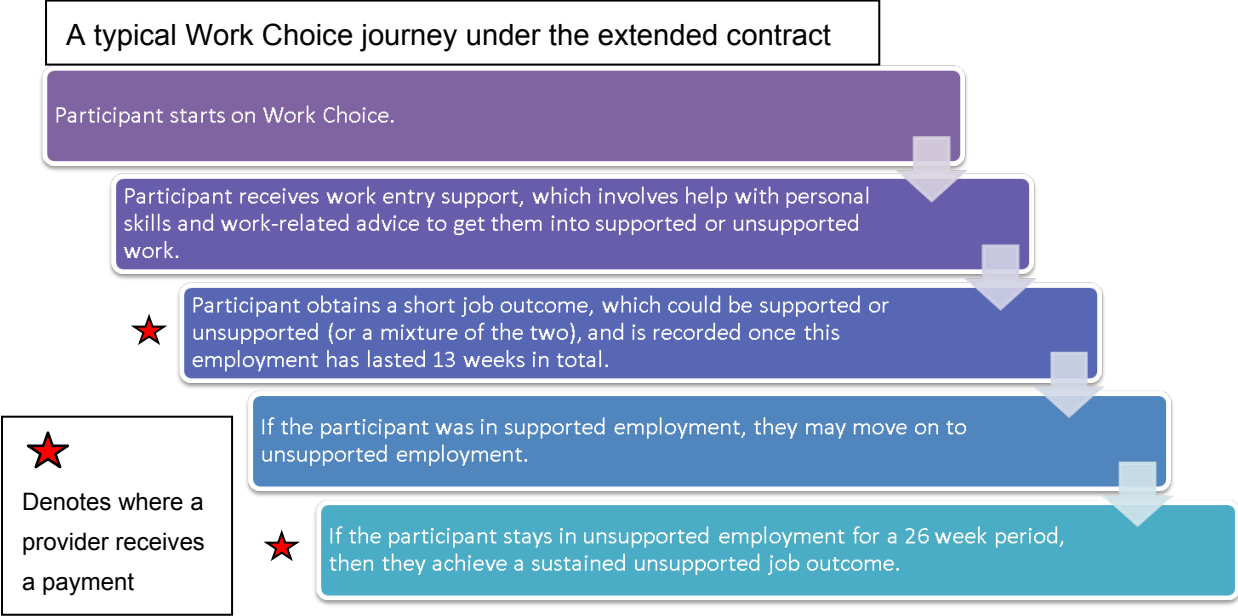 A typical Work Choice journey under the extended contract
Participant starts on Work Choice.
Participant receives work entry support, which involves help with personal
skills and work-related advice to get them into supported or unsupported
work.
Participant obtains a short job outcome, which could be supported or
unsupported (or a mixture of the two), and is recorded once this
employment has lasted 13 weeks in total.
If the participant was in supported employment, they may move on to
unsupported employment.
If the participant stays in unsupported employment for a 26 week period,
then they achieve a sustained unsupported job outcome.
Denotes where a
provider receives
a payment